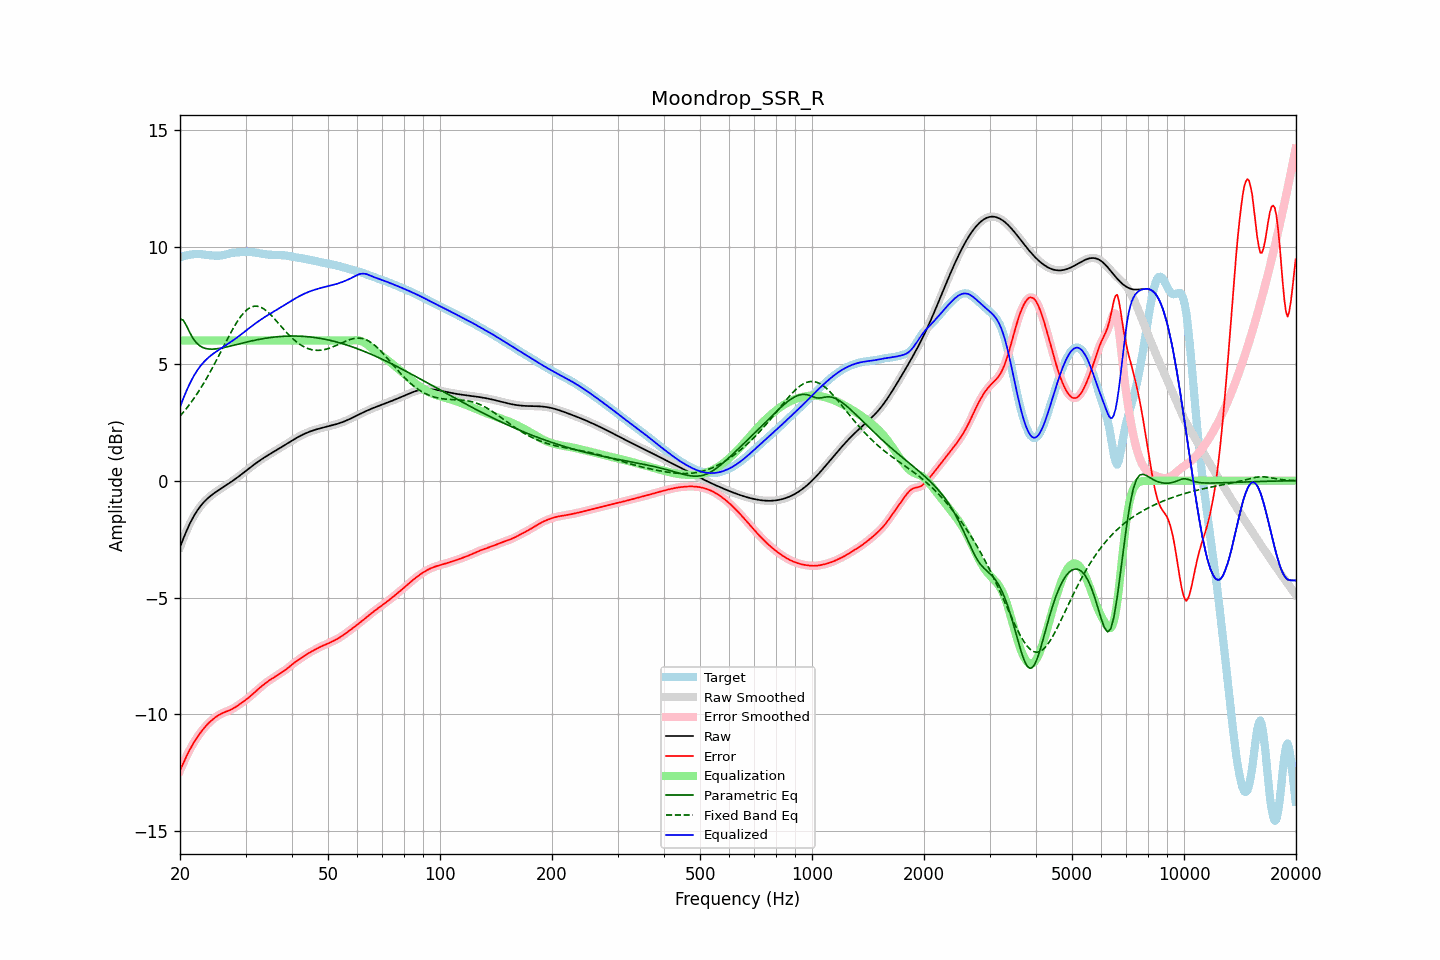 Moondrop_SSR_R
15
10
5
0
−5
−10
−15
Amplitude (dBr)
Target
Raw Smoothed
Error Smoothed
Raw
Error
Equalization
Parametric Eq
Fixed Band Eq
Equalized
20 50 100 200 500 1000 2000 5000 10000 20000
Frequency (Hz)